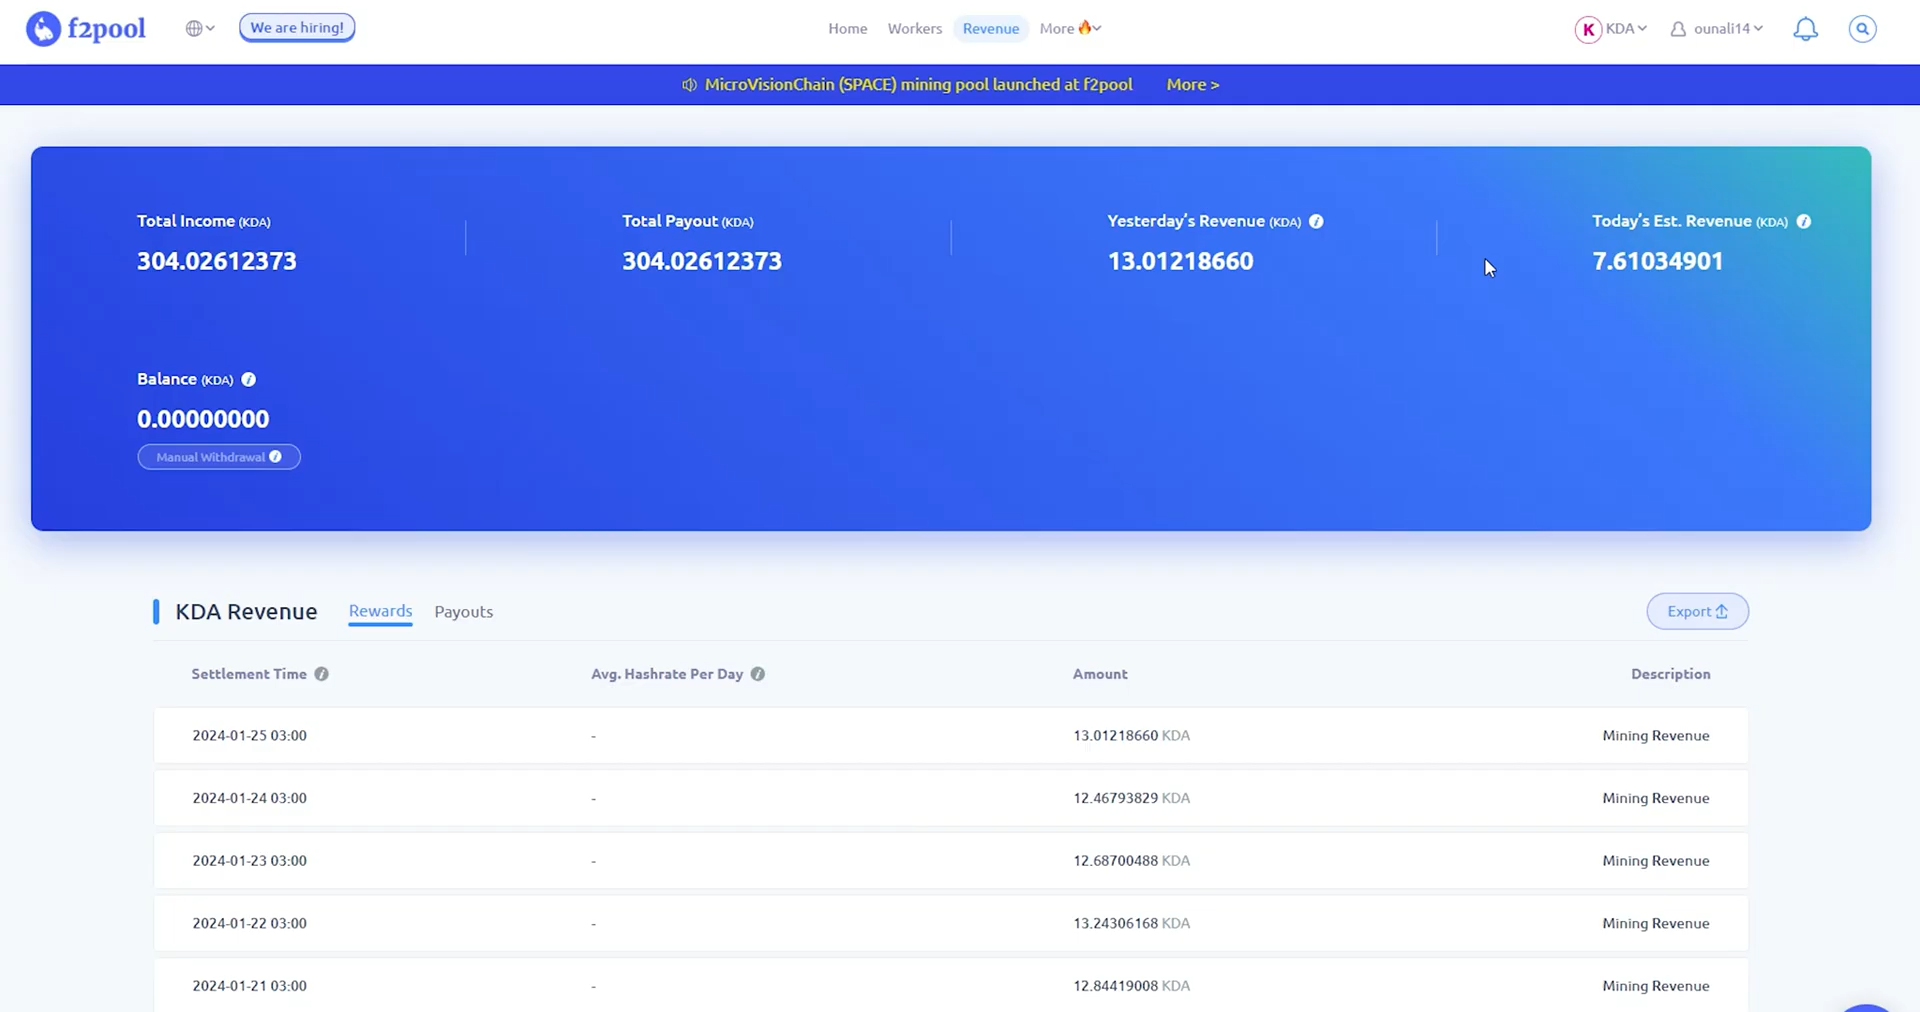 f2pool
We are hiring!
Home Workers Revenue More
K KDA ounali14
MicroVisionChain (SPACE) mining pool launched at f2pool More >
Total Income (KDA) Total Payout (KDA) Yesterday's Revenue (KDA) Today's Est. Revenue (KDA)
304.02612373 304.02612373 13.01218660 7.61034901
Balance (KDA)
0.00000000
Manual Withdrawal
KDA Revenue Rewards Payouts Export
Settlement Time Avg. Hashrate Per Day Amount Description
2024-01-25 03:00 - 13.01218660 KDA Mining Revenue
2024-01-24 03:00 - 12.46793829 KDA Mining Revenue
2024-01-23 03:00 - 12.68700488 KDA Mining Revenue
2024-01-22 03:00 - 13.24306168 KDA Mining Revenue
2024-01-21 03:00 - 12.84419008 KDA Mining Revenue